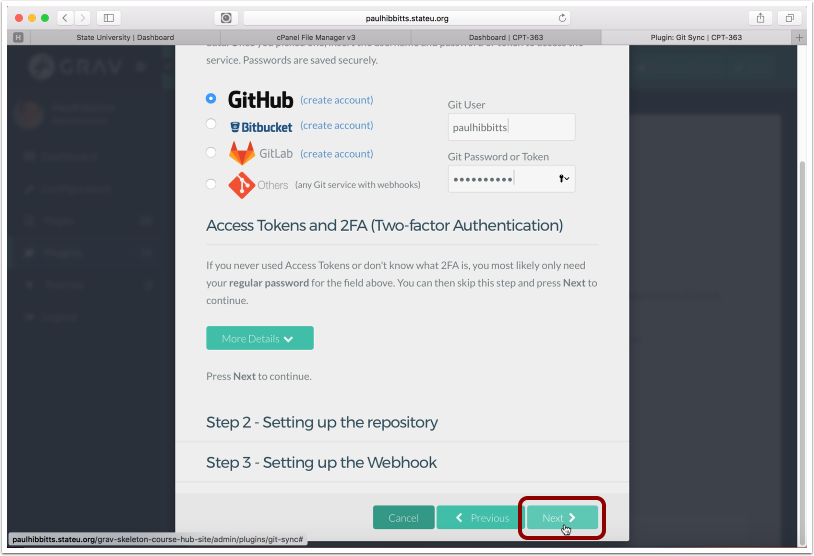 paulhibbitts.stateu.org
H
State University | Dashboard
cPanel File Manager v3
Dashboard | CPT-363
Plugin: Git Sync | CPT-363
GRAV
service. Passwords are saved securely.
GitHub (create account)
Bitbucket (create account)
GitLab (create account)
Others (any Git service with webhooks)
Git User
paulhibbitts
Git Password or Token
••••••••••
Access Tokens and 2FA (Two-factor Authentication)
If you never used Access Tokens or don't know what 2FA is, you most likely only need
your regular password for the field above. You can then skip this step and press Next to
continue.
More Details
Press Next to continue.
Step 2 - Setting up the repository
Step 3 - Setting up the Webhook
Cancel
Previous
Next
paulhibbitts.stateu.org/grav-skeleton-course-hub-site/admin/plugins/git-sync#